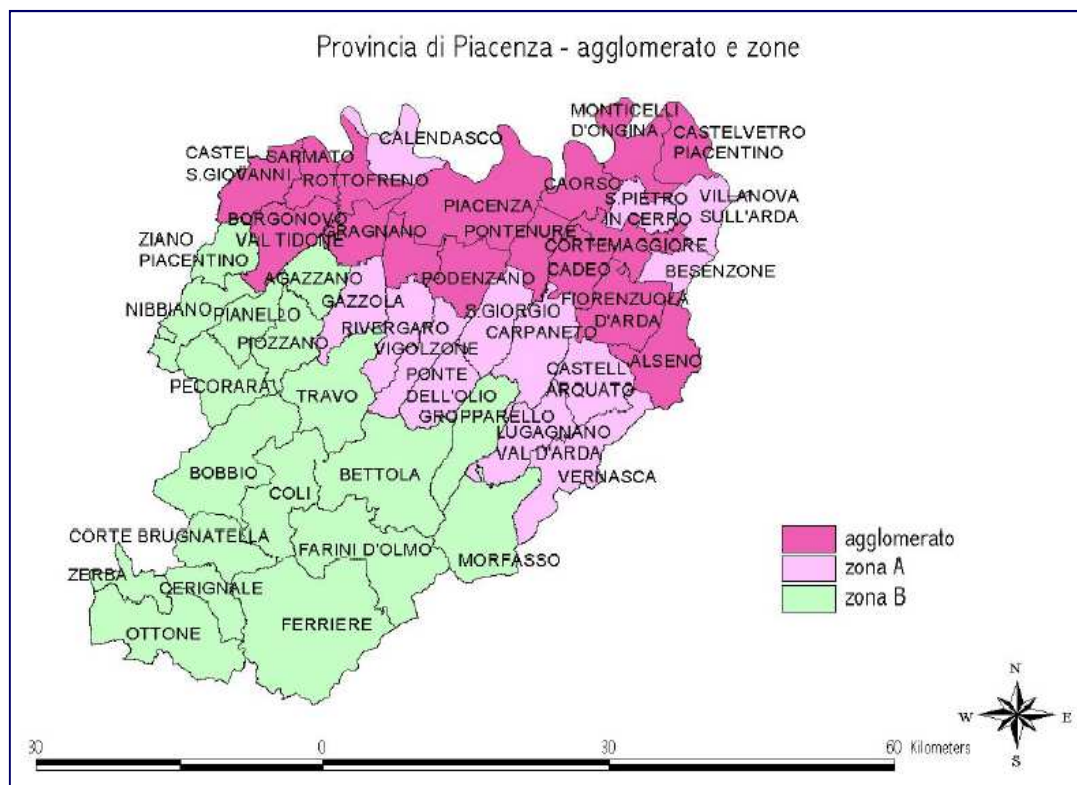 Provincia di Piacenza - agglomerato e zone
MONTICELLI
D'ONGINA
CALENDASCO
CASTELVETRO
PIACENTINO
CASTEL
S.GIOVANNI
SARMATO
ROTTOFRENO
CAORSO
S.PIETRO
IN CERRO
VILLANOVA
SULL'ARDA
PIACENZA
BORGONOVO
VAL TIDONE
GRAGNANO
PONTENURE
CORTEMAGGIORE
ZIANO
PIACENTINO
BESENZONE
AGAZZANO
PODENZANO
CADEO
GAZZOLA
FIORENZUOLA
D'ARDA
NIBBIANO
PIANELLO
S.GIORGIO
RIVERGARO
CARPANETO
PIOZZANO
VIGOLZONE
ALSENO
PECORARA
TRAVO
PONTE
DELL'OLIO
CASTELL
ARQUATO
GROPPARELLO
LUGAGNANO
VAL D'ARDA
BOBBIO
BETTOLA
VERNASCA
COLI
CORTE BRUGNATELLA
FARINI D'OLMO
MORFASSO
ZERBA
CERIGNALE
FERRIERE
OTTONE
agglomerato
zona A
zona B
N
W E
S
30 0 30 60 Kilometers